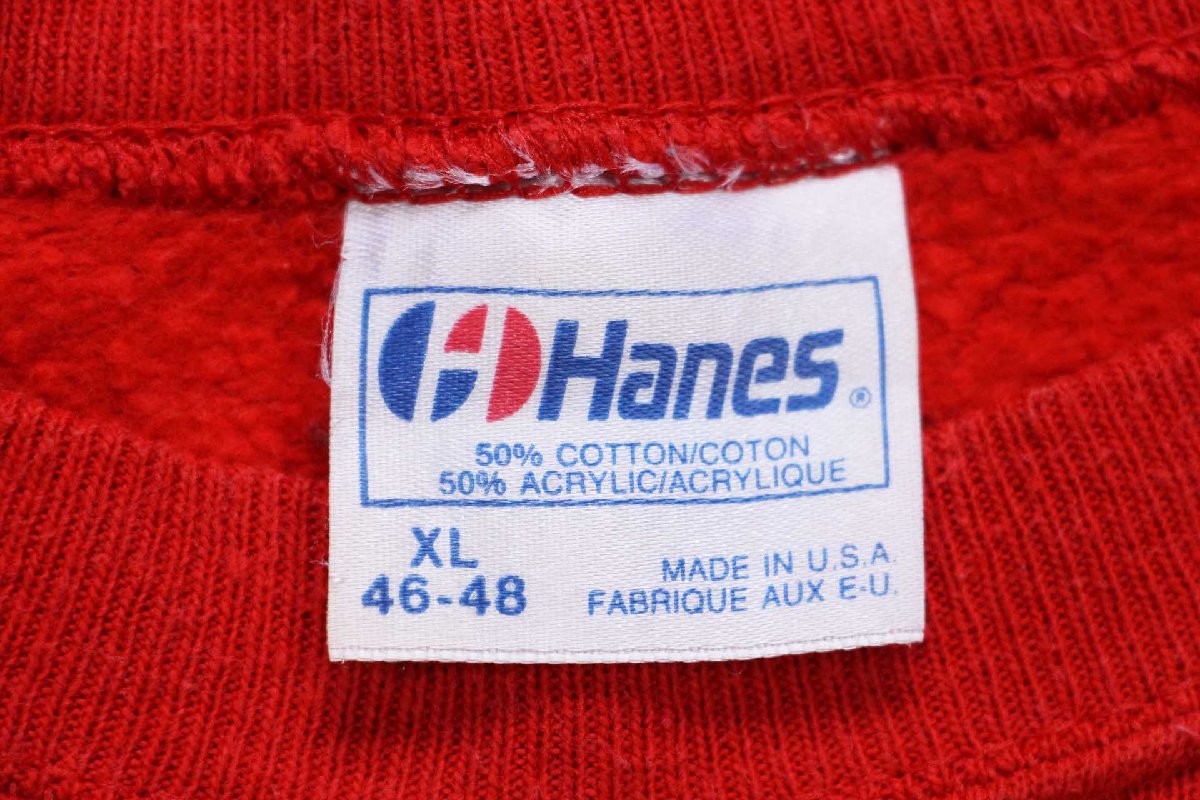 Hanes®
50% COTTON/COTON
50% ACRYLIC/ACRYLIQUE
XL
46-48
MADE IN U.S.A.
FABRIQUE AUX E-U.